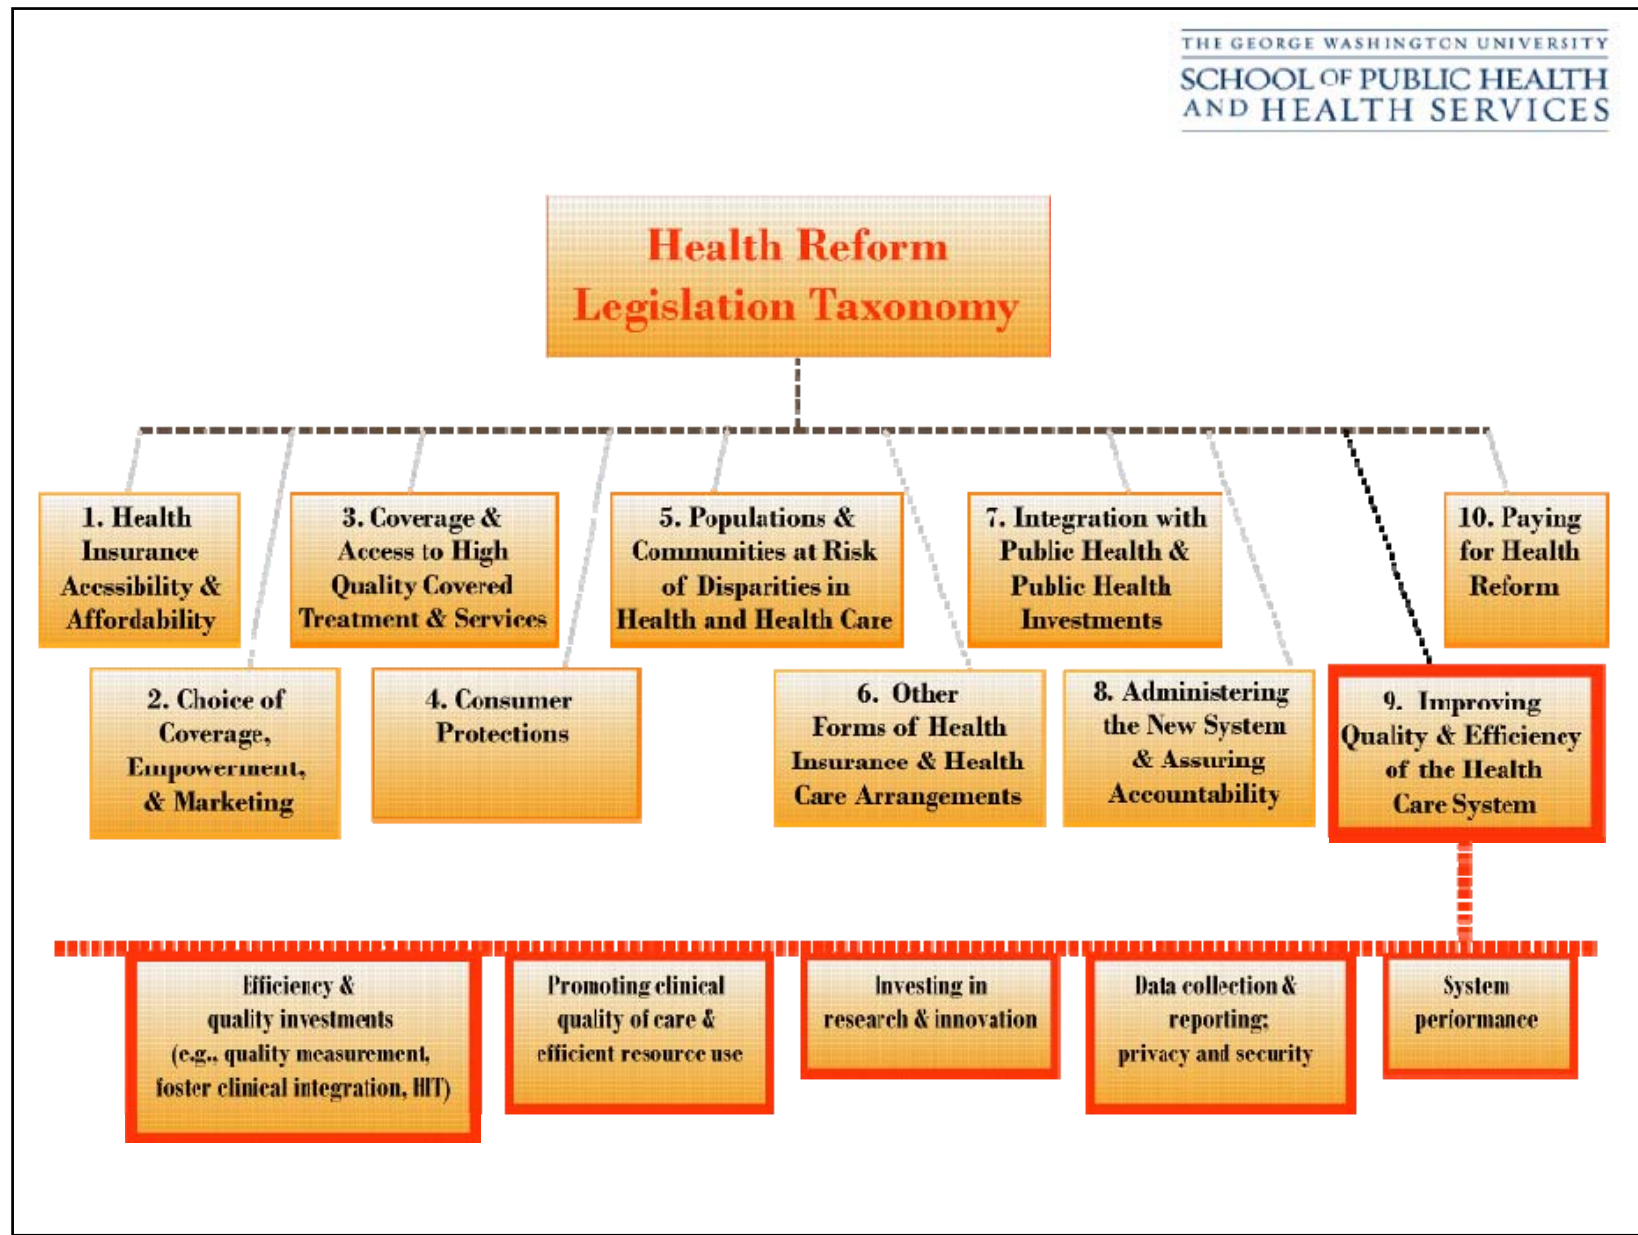 THE GEORGE WASHINGTON UNIVERSITY
SCHOOL OF PUBLIC HEALTH
AND HEALTH SERVICES
Health Reform
Legislation Taxonomy
1. Health
Insurance
Accssibility &
Affordability
3. Coverage &
Access to High
Quality Covered
Treatment & Services
5. Populations &
Communities at Risk
of Disparities in
Health and Health Care
7. Integration with
Public Health &
Public Health
Investments
10. Paying
for Health
Reform
2. Choice of
Coverage,
Empowerment,
& Marketing
4. Consumer
Protections
6. Other
Forms of Health
Insurance & Health
Care Arrangements
8. Administering
the New System
& Assuring
Accountability
9. Improving
Quality & Efficiency
of the Health
Care System
Efficiency &
quality investments
(e.g., quality measurement,
foster clinical integration, HIT)
Promoting clinical
quality of care &
efficient resource use
Investing in
research & innovation
Data collection &
reporting;
privacy and security
System
performance